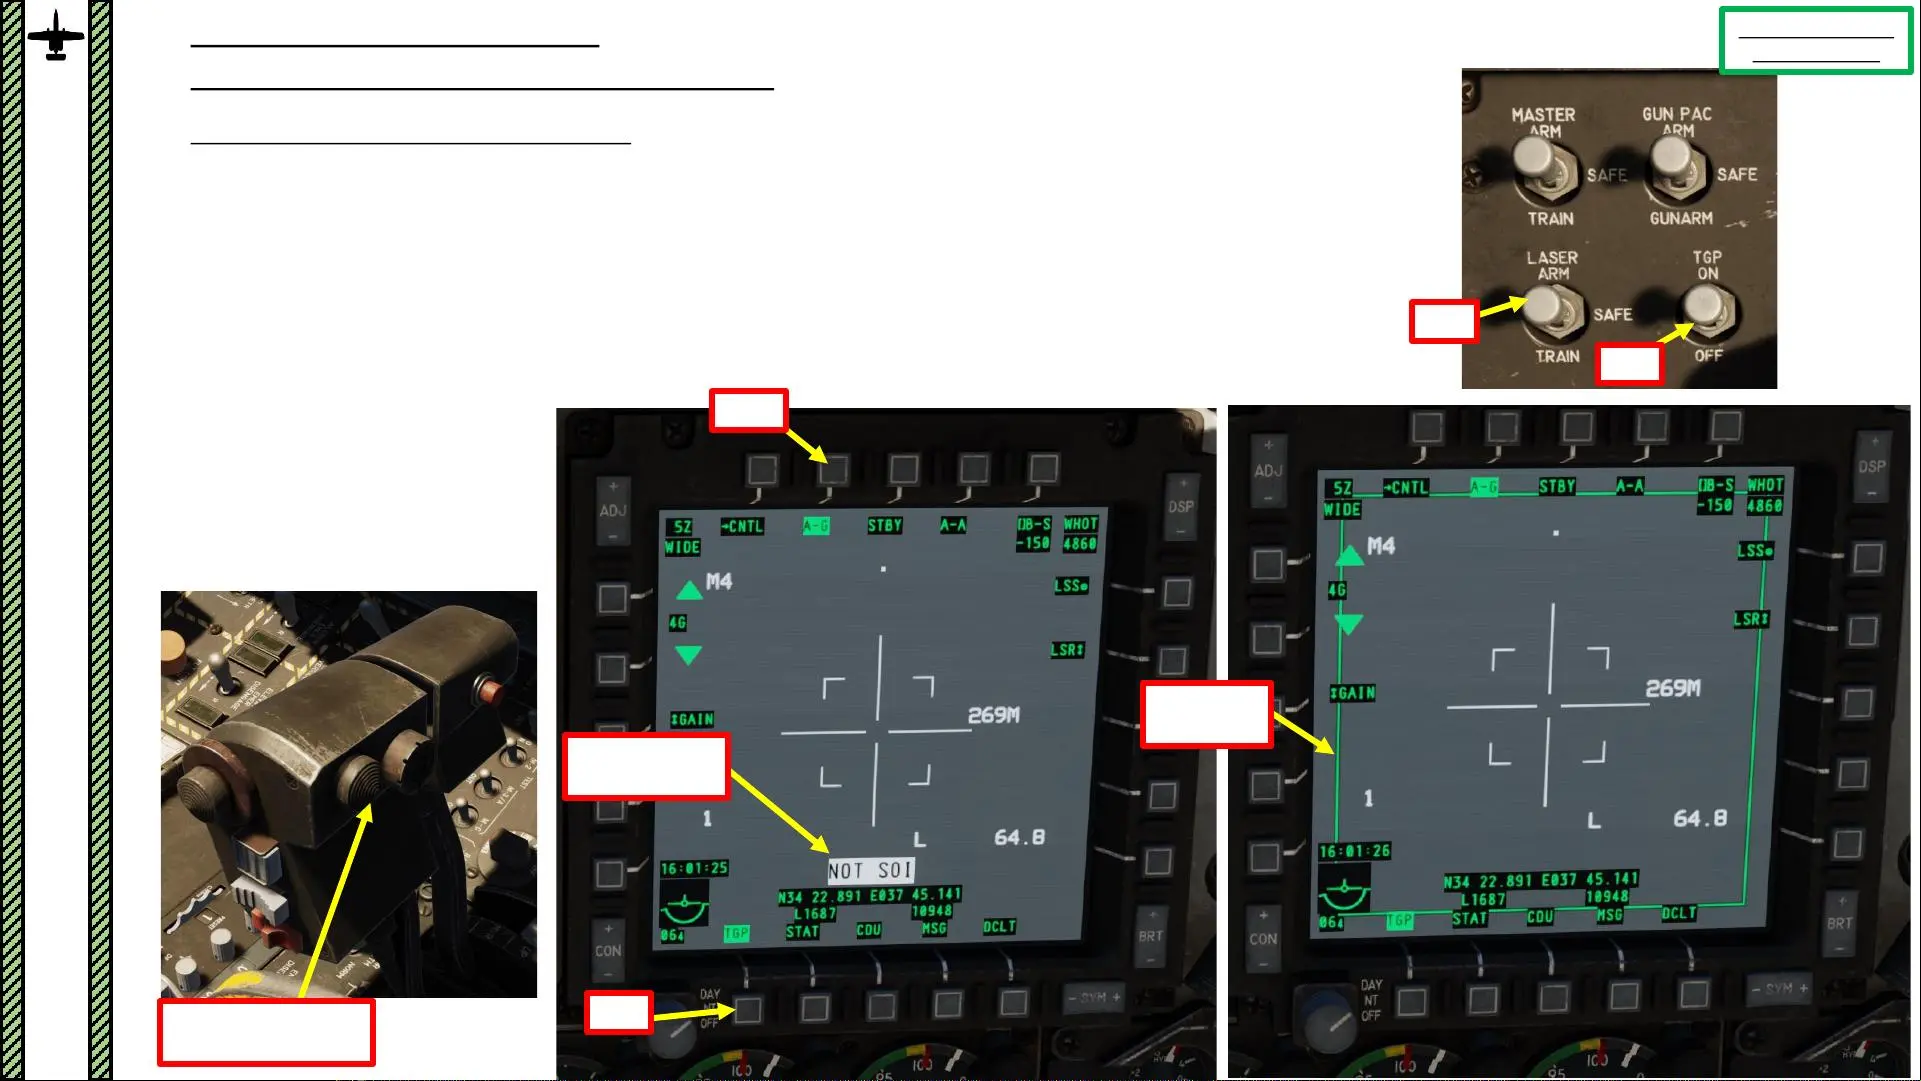 MASTER
ARM
GUN PAC
ARM
SAFE
SAFE
TRAIN
GUNARM
LASER
ARM
TGP
ON
SAFE
TRAIN
OFF
ADJ
DSP
5Z
→CNTL
A-G
STBY
A-A
WHOT
WIDE
-150
4860
M4
LSS
4G
LSR↕
↕GAIN
269M
1
L
64.8
16:01:25
NOT SOI
N34 22.891 E037 45.141
L1687
10948
064
TGP
STAT
CDU
MSG
DCLT
CON
BRT
DAY
NT
OFF
- SYM +
100
100
ADJ
DSP
5Z
→CNTL
A-G
STBY
A-A
WHOT
WIDE
-150
4860
M4
LSS
4G
LSR↕
↕GAIN
269M
1
L
64.8
16:01:26
N34 22.891 E037 45.141
L1687
10948
064
TGP
STAT
CDU
MSG
DCLT
CON
BRT
DAY
NT
OFF
- SYM +
100
100